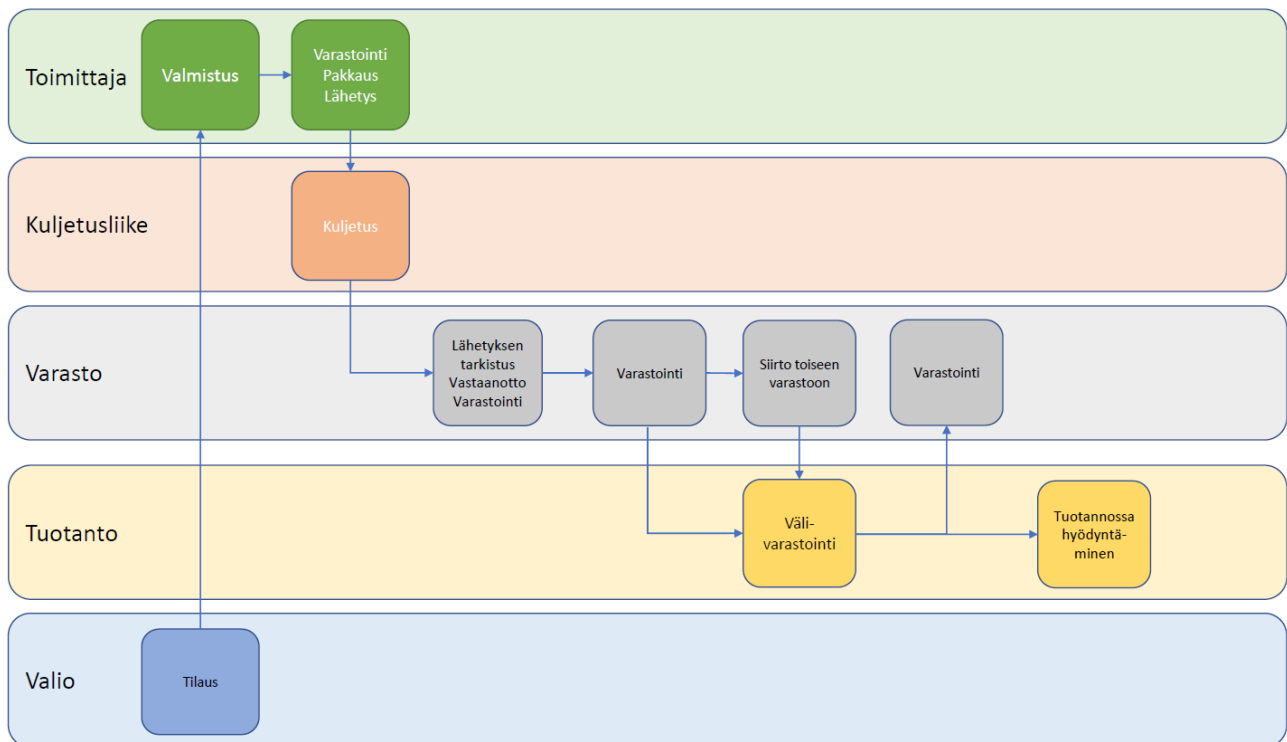 Toimittaja
Valmistus
Varastointi
Pakkaus
Lähetys
Kuljetusliike
Kuljetus
Varasto
Lähetyksen
tarkistus
Vastaanotto
Varastointi
Varastointi
Siirto toiseen
varastoon
Varastointi
Tuotanto
Väli-
varastointi
Tuotannossa
hyödyntä-
minen
Valio
Tilaus